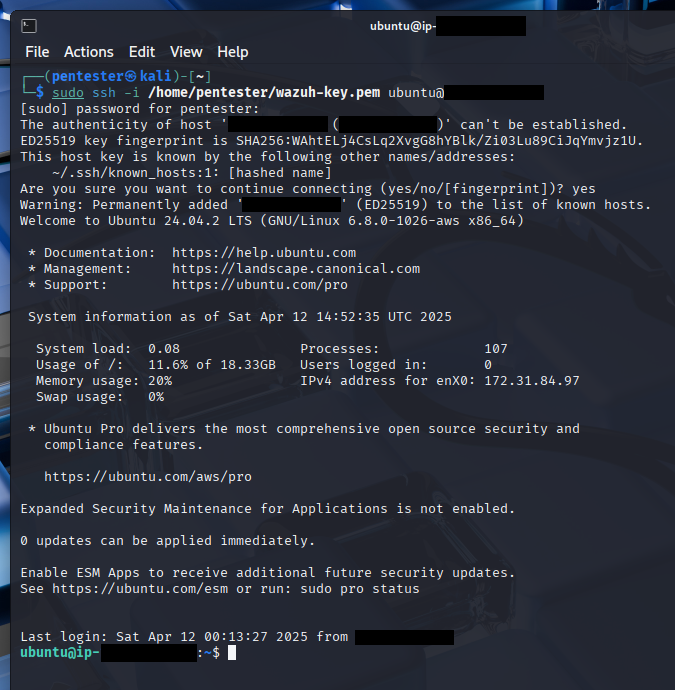 ubuntu@ip-
File Actions Edit View Help
┌──(pentester㉿kali)-[~]
└─$ sudo ssh -i /home/pentester/wazuh-key.pem ubuntu@
[sudo] password for pentester:
The authenticity of host ' ( )' can't be established.
ED25519 key fingerprint is SHA256:WAhtELj4CsLq2XvgG8hYBlk/Zi03Lu89CiJqYmvjz1U.
This host key is known by the following other names/addresses:
    ~/.ssh/known_hosts:1: [hashed name]
Are you sure you want to continue connecting (yes/no/[fingerprint])? yes
Warning: Permanently added ' ' (ED25519) to the list of known hosts.
Welcome to Ubuntu 24.04.2 LTS (GNU/Linux 6.8.0-1026-aws x86_64)
 * Documentation:  https://help.ubuntu.com
 * Management:     https://landscape.canonical.com
 * Support:        https://ubuntu.com/pro
 System information as of Sat Apr 12 14:52:35 UTC 2025
  System load:  0.08               Processes:             107
  Usage of /:   11.6% of 18.33GB   Users logged in:       0
  Memory usage: 20%                IPv4 address for enX0: 172.31.84.97
  Swap usage:   0%
 * Ubuntu Pro delivers the most comprehensive open source security and
   compliance features.
   https://ubuntu.com/aws/pro
Expanded Security Maintenance for Applications is not enabled.
0 updates can be applied immediately.
Enable ESM Apps to receive additional future security updates.
See https://ubuntu.com/esm or run: sudo pro status
Last login: Sat Apr 12 00:13:27 2025 from
ubuntu@ip- :~$